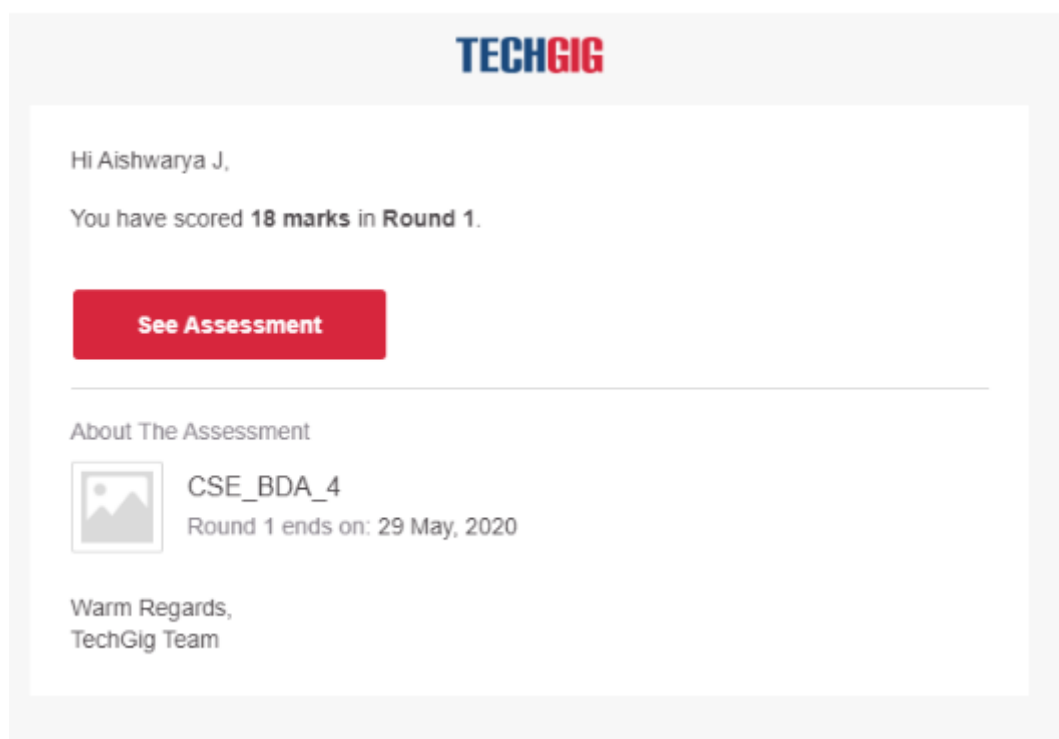 TECHGIG
Hi Aishwarya J,
You have scored 18 marks in Round 1.
See Assessment
About The Assessment
CSE_BDA_4
Round 1 ends on: 29 May, 2020
Warm Regards,
TechGig Team